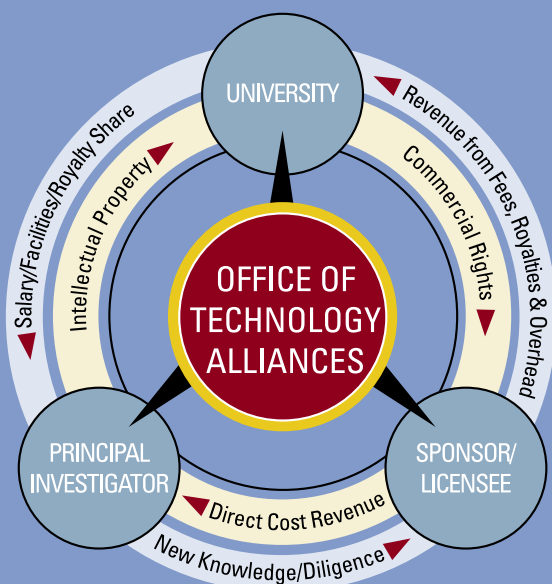 UNIVERSITY
Salary/Facilities/Royalty Share
Intellectual Property
Revenue from Fees, Royalties & Overhead
Commercial Rights
OFFICE OF
TECHNOLOGY
ALLIANCES
PRINCIPAL
INVESTIGATOR
SPONSOR/
LICENSEE
Direct Cost Revenue
New Knowledge/Diligence